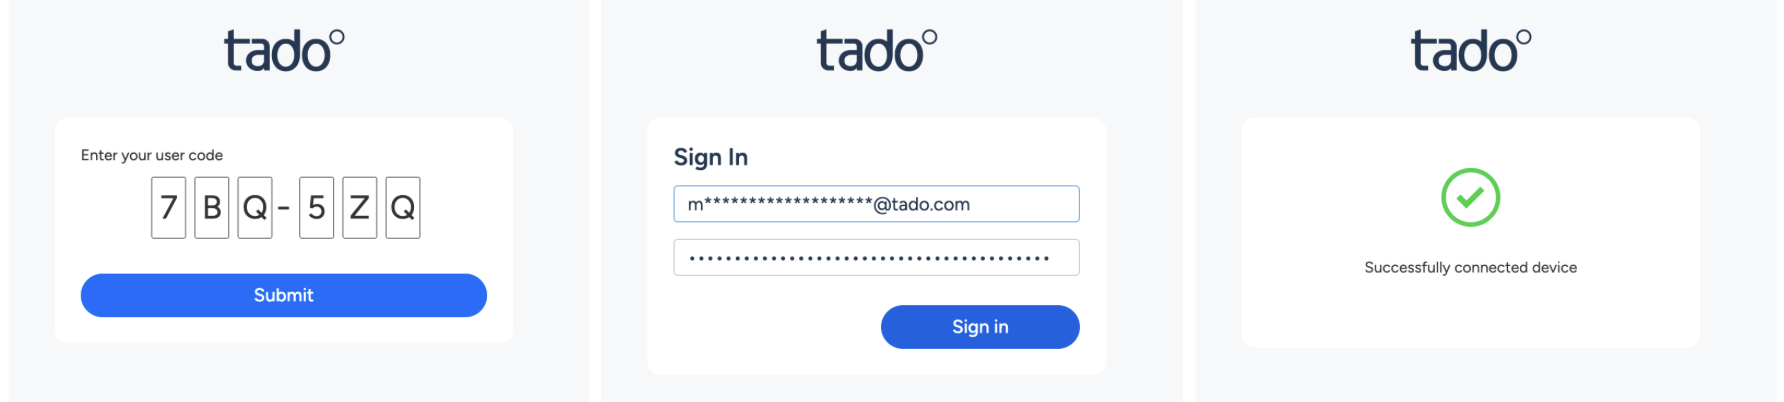 tado°
Enter your user code
7 B Q - 5 Z Q
Submit
tado°
Sign In
m*******************@tado.com
••••••••••••••••••••••••••••••••••••••••
Sign in
tado°
Successfully connected device